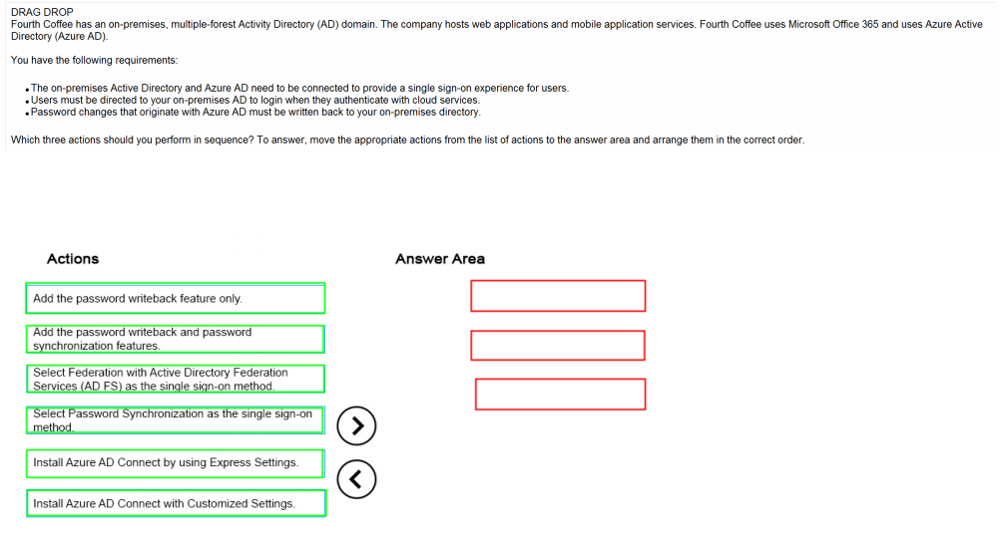 DRAG DROP
Fourth Coffee has an on-premises, multiple-forest Activity Directory (AD) domain. The company hosts web applications and mobile application services. Fourth Coffee uses Microsoft Office 365 and uses Azure Active
Directory (Azure AD).
You have the following requirements:
• The on-premises Active Directory and Azure AD need to be connected to provide a single sign-on experience for users.
• Users must be directed to your on-premises AD to login when they authenticate with cloud services.
• Password changes that originate with Azure AD must be written back to your on-premises directory.
Which three actions should you perform in sequence? To answer, move the appropriate actions from the list of actions to the answer area and arrange them in the correct order.
Actions
Answer Area
Add the password writeback feature only.
Add the password writeback and password
synchronization features.
Select Federation with Active Directory Federation
Services (AD FS) as the single sign-on method.
Select Password Synchronization as the single sign-on
method.
Install Azure AD Connect by using Express Settings.
Install Azure AD Connect with Customized Settings.